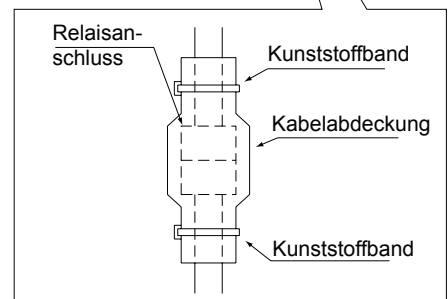 Relaisan-
schluss
Kunststoffband
Kabelabdeckung
Kunststoffband